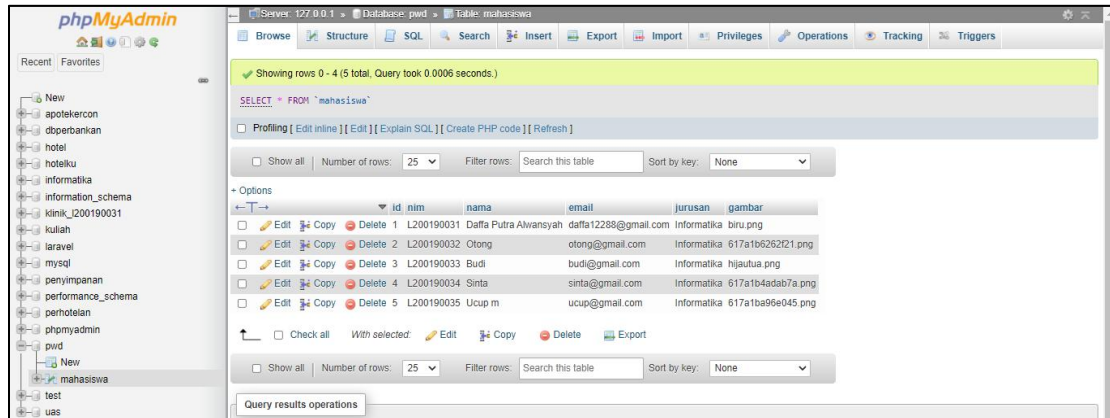 phpMyAdmin
Recent Favorites
New
apotekercon
dbperbankan
hotel
hotelku
informatika
information_schema
klinik_l200190031
kuliah
laravel
mysql
penyimpanan
performance_schema
perhotelan
phpmyadmin
pwd
New
mahasiswa
test
uas
Server: 127.0.0.1 » Database: pwd » Table: mahasiswa
Browse Structure SQL Search Insert Export Import Privileges Operations Tracking Triggers
Showing rows 0 - 4 (5 total, Query took 0.0006 seconds.)
SELECT * FROM `mahasiswa`
Profiling [ Edit inline ] [ Edit ] [ Explain SQL ] [ Create PHP code ] [ Refresh ]
Show all | Number of rows: 25 Filter rows: Search this table Sort by key: None
+ Options
←T→ ▼ id nim nama email jurusan gambar
Edit Copy Delete 1 L200190031 Daffa Putra Alwansyah daffa12288@gmail.com Informatika biru.png
Edit Copy Delete 2 L200190032 Otong otong@gmail.com Informatika 617a1b6262f21.png
Edit Copy Delete 3 L200190033 Budi budi@gmail.com Informatika hijautua.png
Edit Copy Delete 4 L200190034 Sinta sinta@gmail.com Informatika 617a1b4adab7a.png
Edit Copy Delete 5 L200190035 Ucup m ucup@gmail.com Informatika 617a1ba96e045.png
Check all With selected: Edit Copy Delete Export
Show all | Number of rows: 25 Filter rows: Search this table Sort by key: None
Query results operations